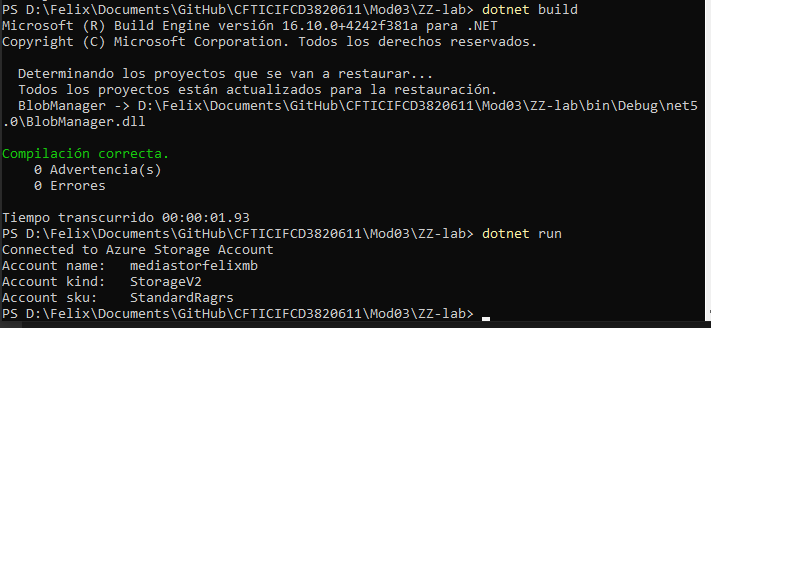 PS D:\Felix\Documents\GitHub\CFTICIFCD3820611\Mod03\ZZ-lab> dotnet build
Microsoft (R) Build Engine versión 16.10.0+4242f381a para .NET
Copyright (C) Microsoft Corporation. Todos los derechos reservados.
Determinando los proyectos que se van a restaurar...
Todos los proyectos están actualizados para la restauración.
BlobManager -> D:\Felix\Documents\GitHub\CFTICIFCD3820611\Mod03\ZZ-lab\bin\Debug\net5
.0\BlobManager.dll
Compilación correcta.
0 Advertencia(s)
0 Errores
Tiempo transcurrido 00:00:01.93
PS D:\Felix\Documents\GitHub\CFTICIFCD3820611\Mod03\ZZ-lab> dotnet run
Connected to Azure Storage Account
Account name:   mediastorfelixmb
Account kind:   StorageV2
Account sku:    StandardRagrs
PS D:\Felix\Documents\GitHub\CFTICIFCD3820611\Mod03\ZZ-lab>